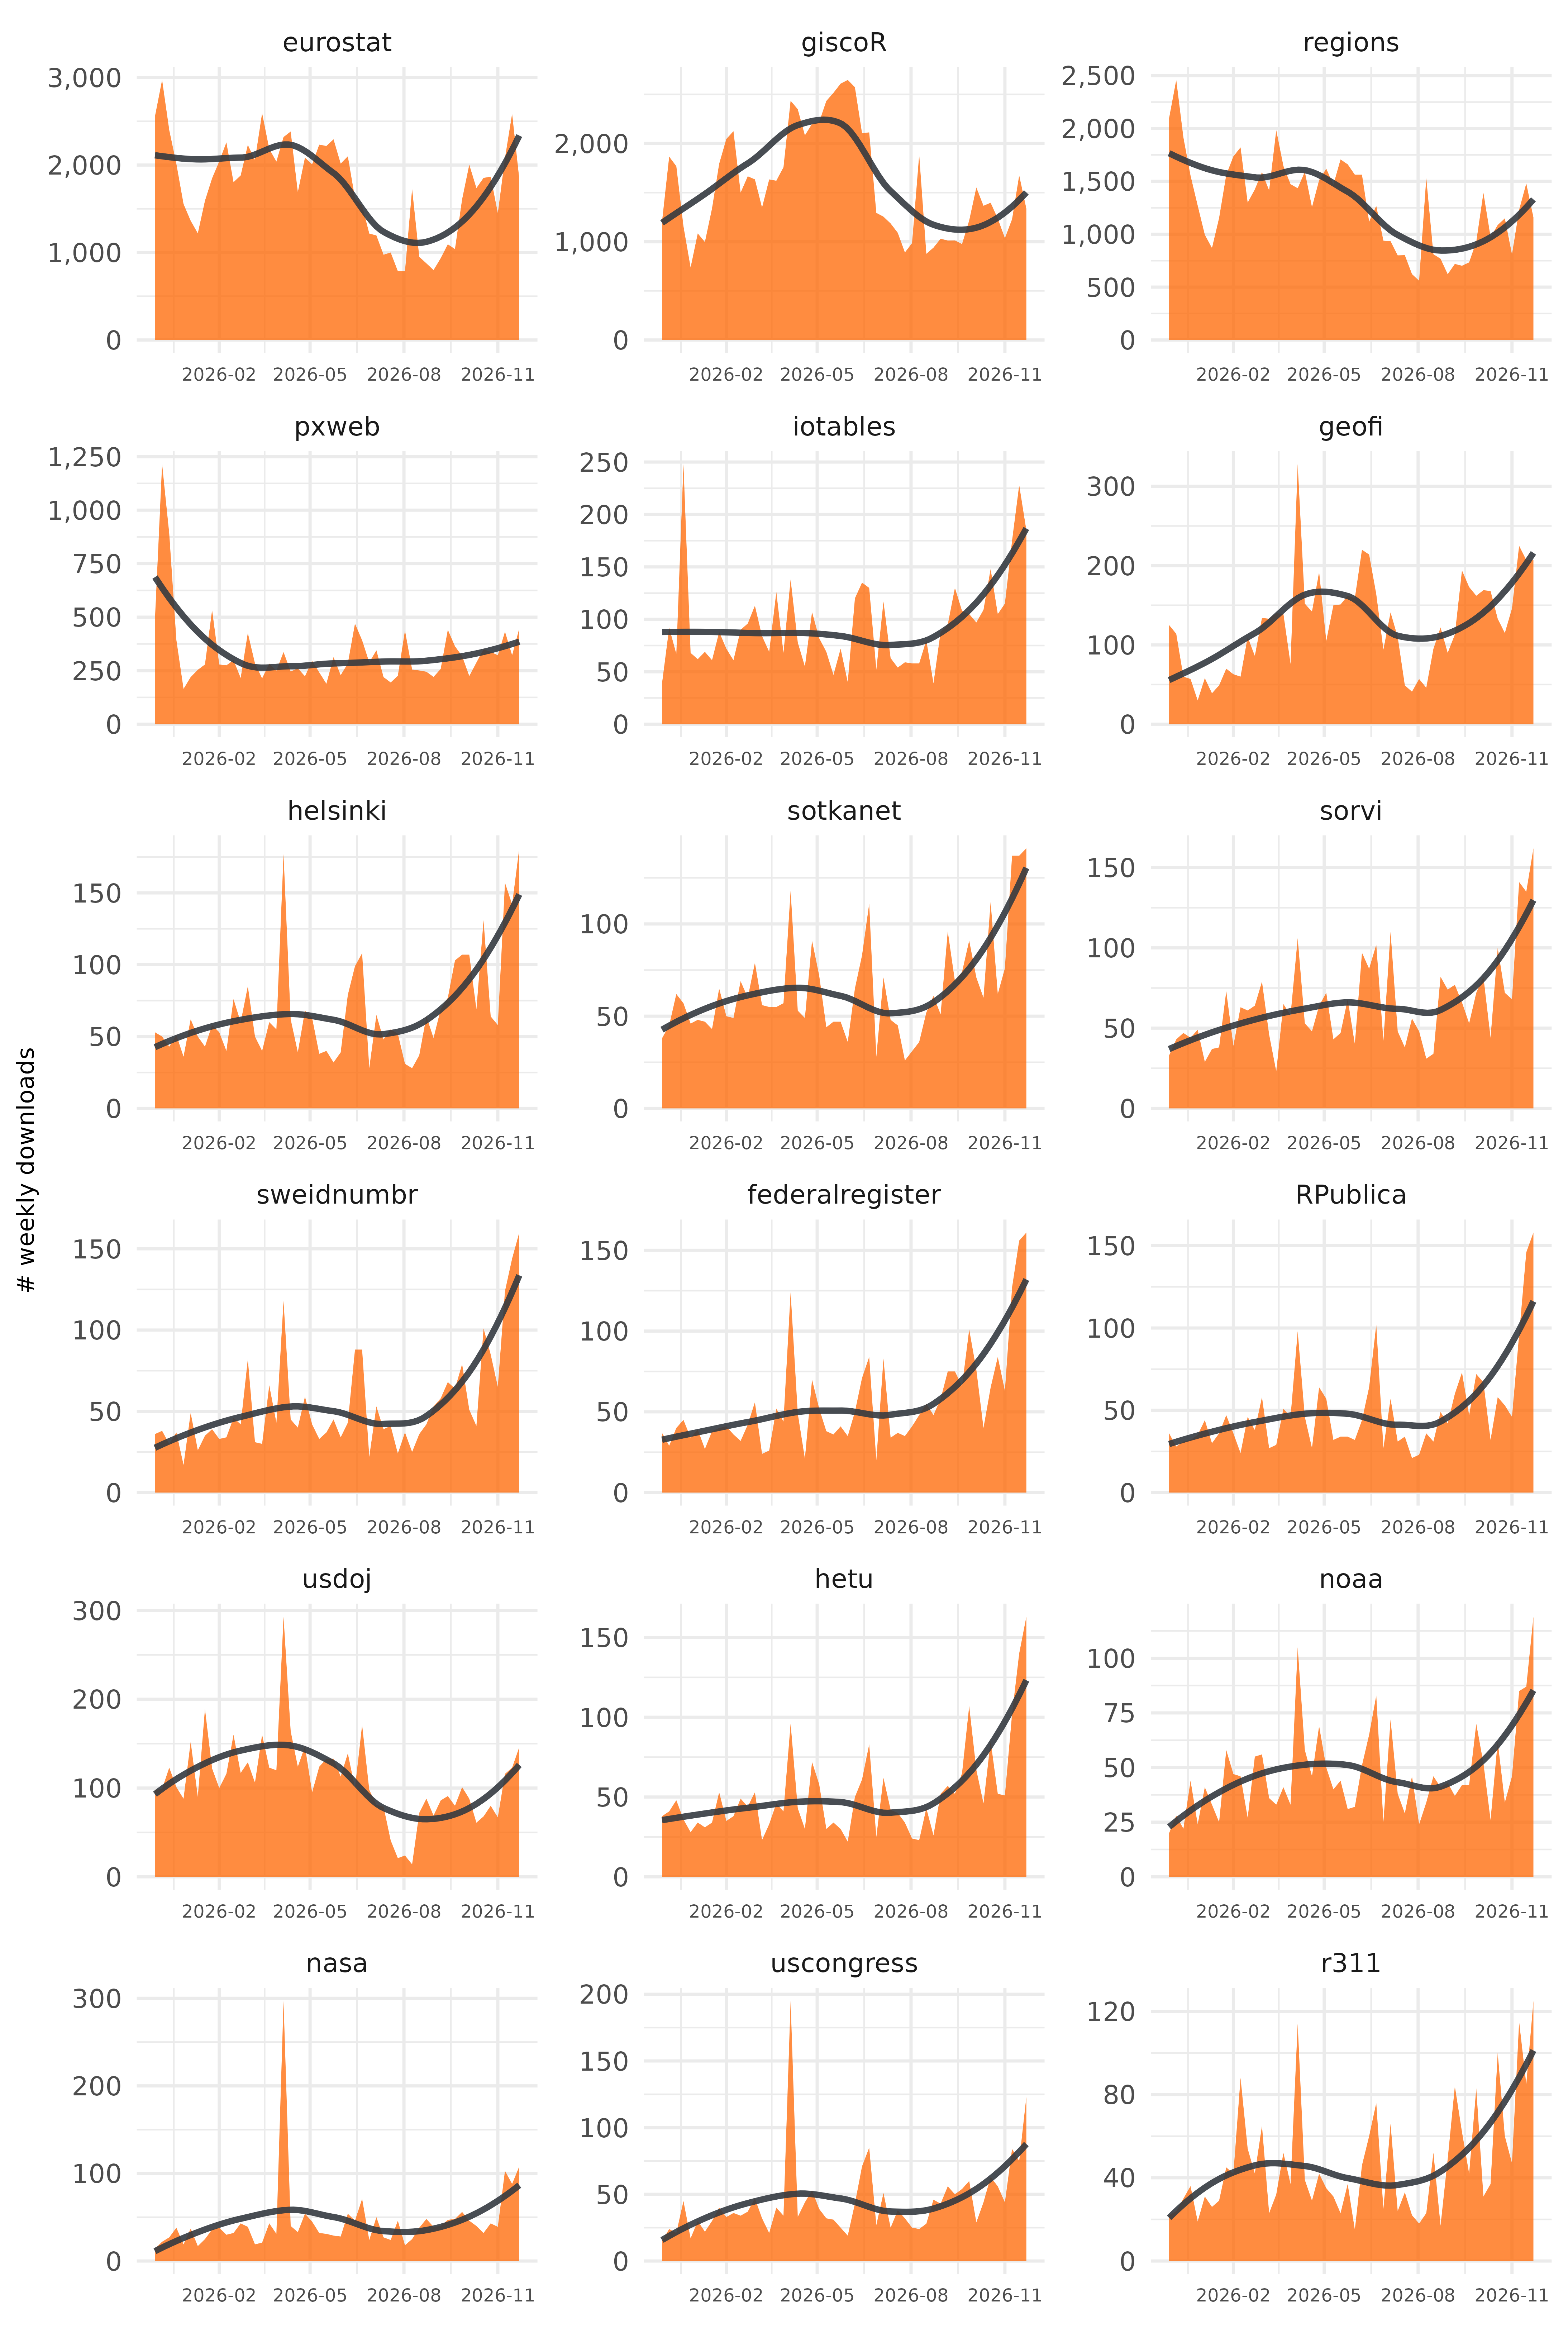 eurostat
giscoR
regions
3,000
2,000
1,000
0
2,000
1,000
0
2,500
2,000
1,500
1,000
500
0
2026-02 2026-05 2026-08 2026-11
2026-02 2026-05 2026-08 2026-11
2026-02 2026-05 2026-08 2026-11
pxweb
iotables
geofi
1,250
1,000
750
500
250
0
250
200
150
100
50
0
300
200
100
0
2026-02 2026-05 2026-08 2026-11
2026-02 2026-05 2026-08 2026-11
2026-02 2026-05 2026-08 2026-11
helsinki
sotkanet
sorvi
150
100
50
0
100
50
0
150
100
50
0
2026-02 2026-05 2026-08 2026-11
2026-02 2026-05 2026-08 2026-11
2026-02 2026-05 2026-08 2026-11
# weekly downloads
sweidnumbr
federalregister
RPublica
150
100
50
0
150
100
50
0
150
100
50
0
2026-02 2026-05 2026-08 2026-11
2026-02 2026-05 2026-08 2026-11
2026-02 2026-05 2026-08 2026-11
usdoj
hetu
noaa
300
200
100
0
150
100
50
0
100
75
50
25
0
2026-02 2026-05 2026-08 2026-11
2026-02 2026-05 2026-08 2026-11
2026-02 2026-05 2026-08 2026-11
nasa
uscongress
r311
300
200
100
0
200
150
100
50
0
120
80
40
0
2026-02 2026-05 2026-08 2026-11
2026-02 2026-05 2026-08 2026-11
2026-02 2026-05 2026-08 2026-11